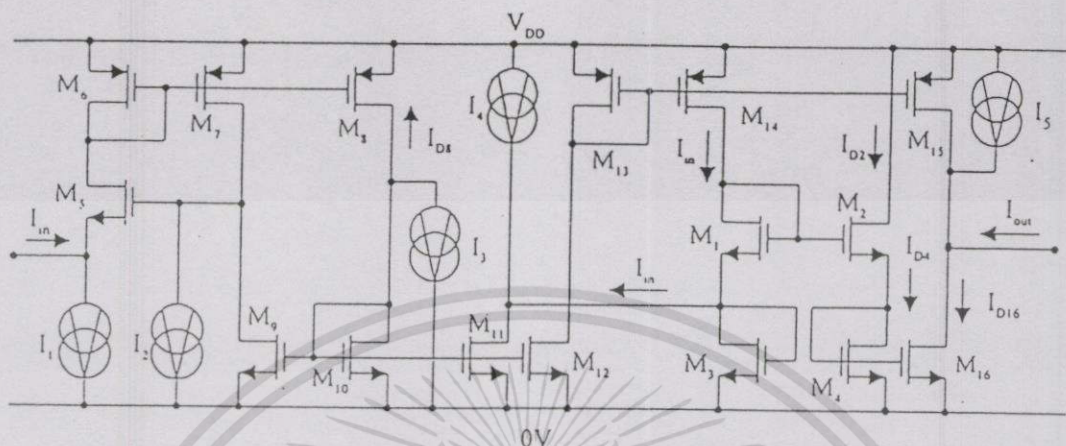 V_DD
M_6
M_7
M_8
I_D8
I_4
M_13
I_in
M_14
I_D2
M_15
I_5
M_5
I_in
M_1
M_2
I_out
I_3
I_in
I_D4
I_D16
I_1
I_2
M_9
M_10
M_11
M_12
M_3
M_4
M_16
0V